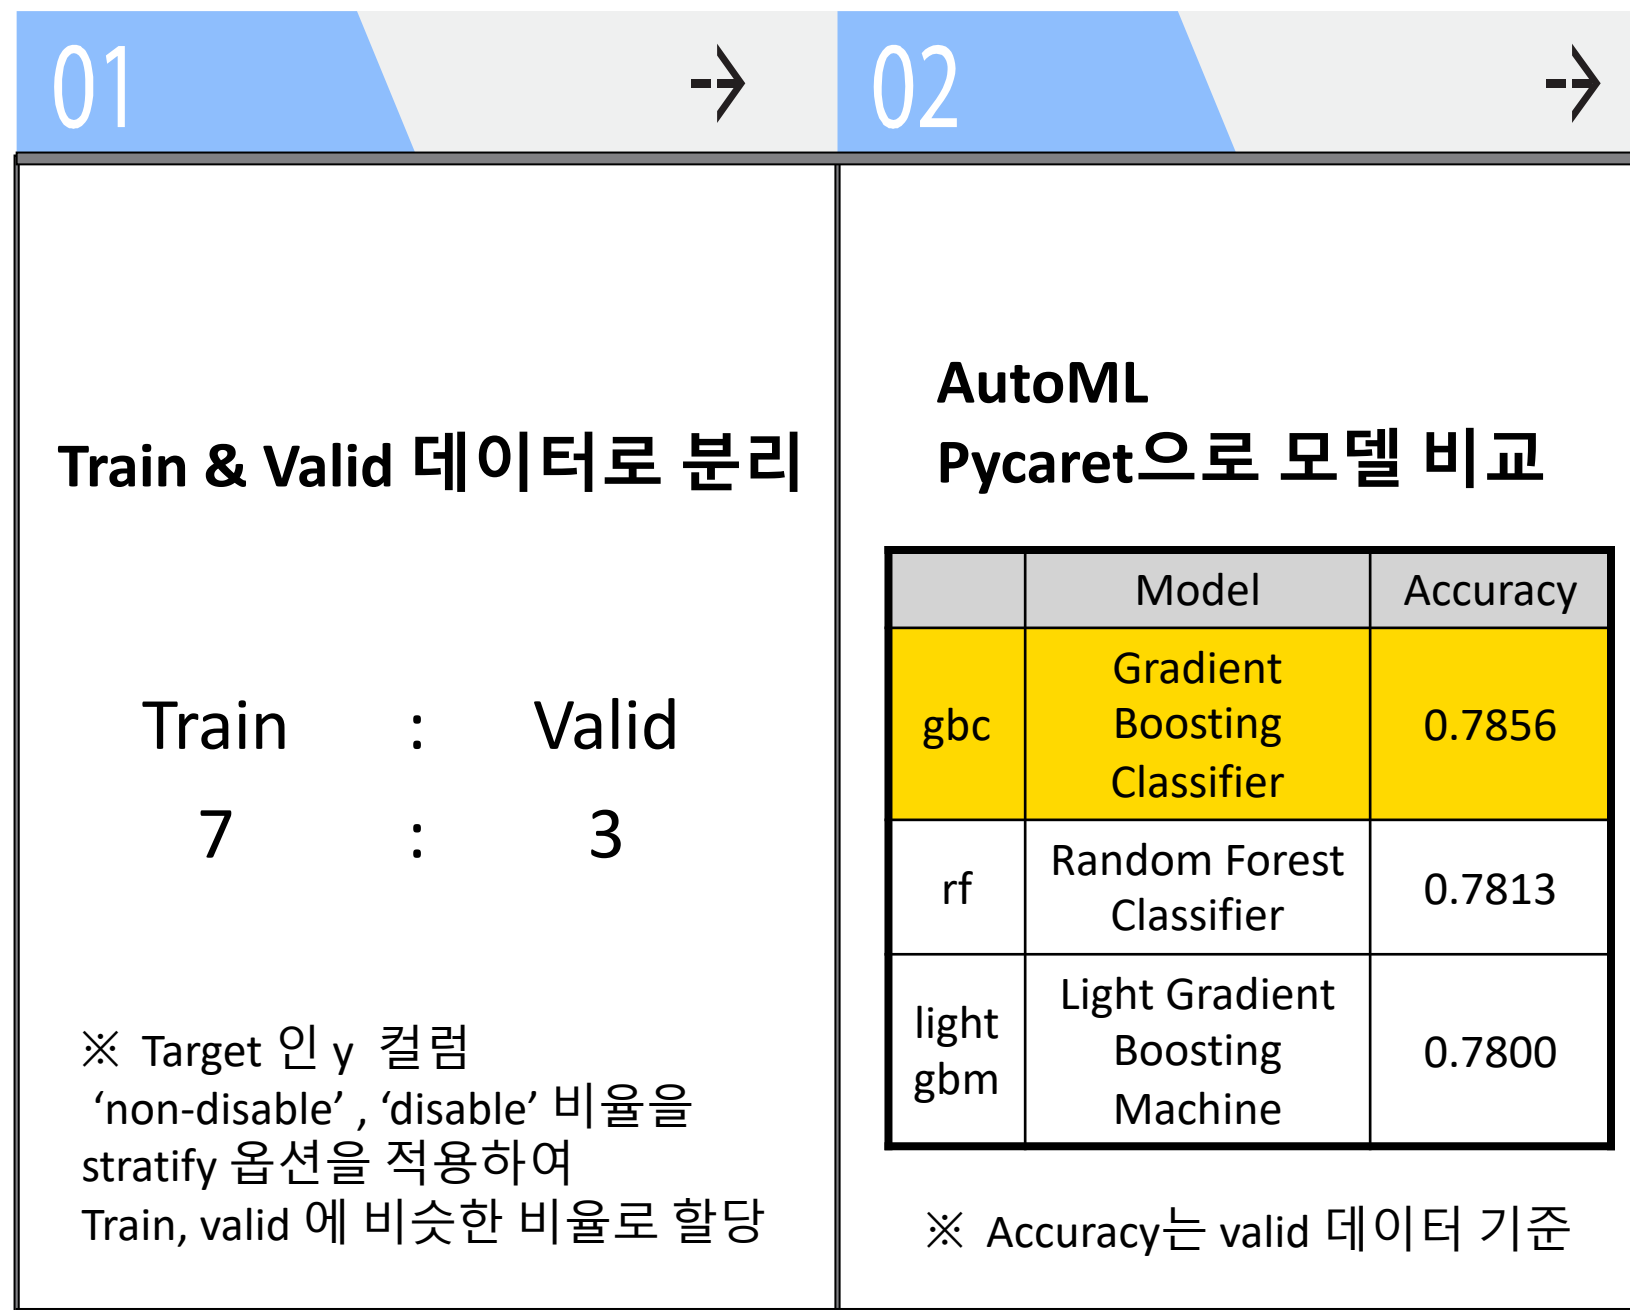 01
Train & Valid 데이터로 분리
Train : Valid
7 : 3
※ Target 인 y 컬럼
‘non-disable’ , ‘disable’ 비율을
stratify 옵션을 적용하여
Train, valid 에 비슷한 비율로 할당
02
AutoML
Pycaret으로 모델 비교
Model Accuracy
gbc Gradient Boosting Classifier 0.7856
rf Random Forest Classifier 0.7813
light gbm Light Gradient Boosting Machine 0.7800
※ Accuracy는 valid 데이터 기준